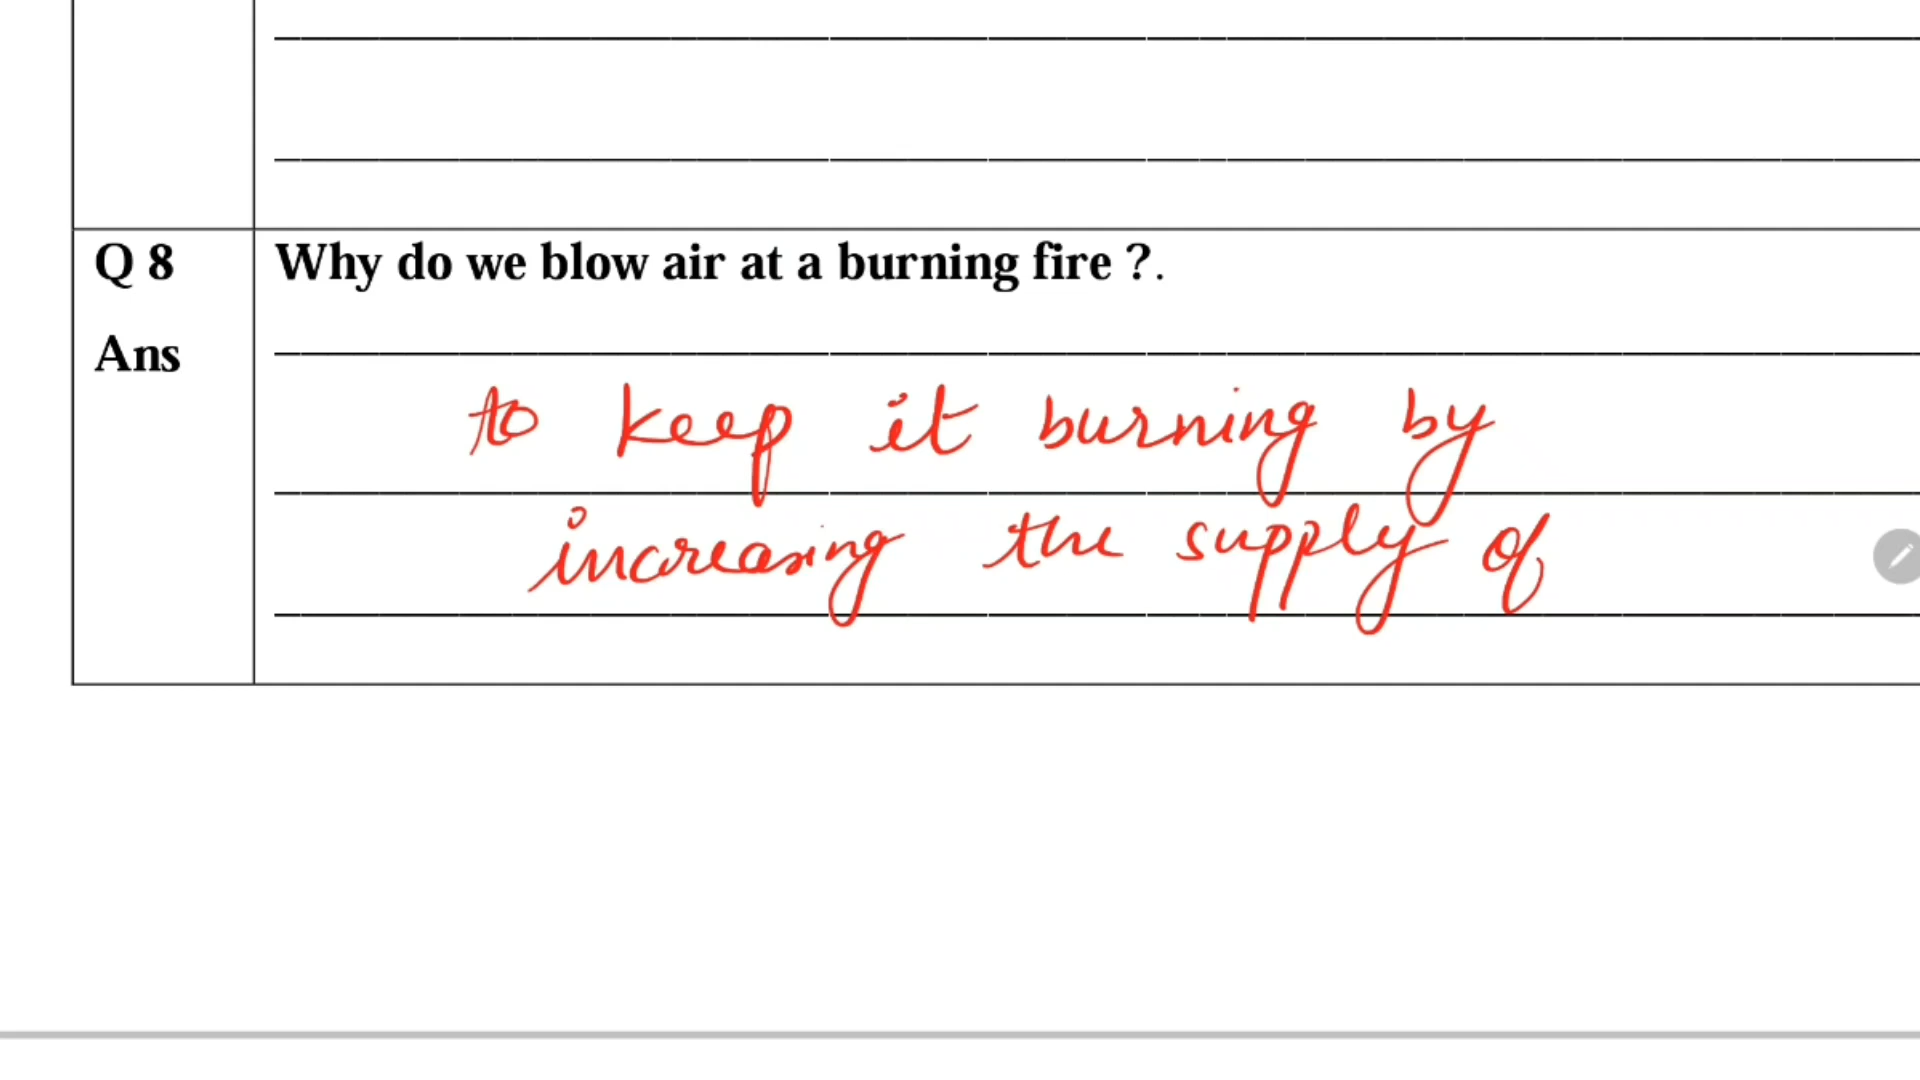 Q 8 Why do we blow air at a burning fire ?.
Ans
to keep it burning by
increasing the supply of